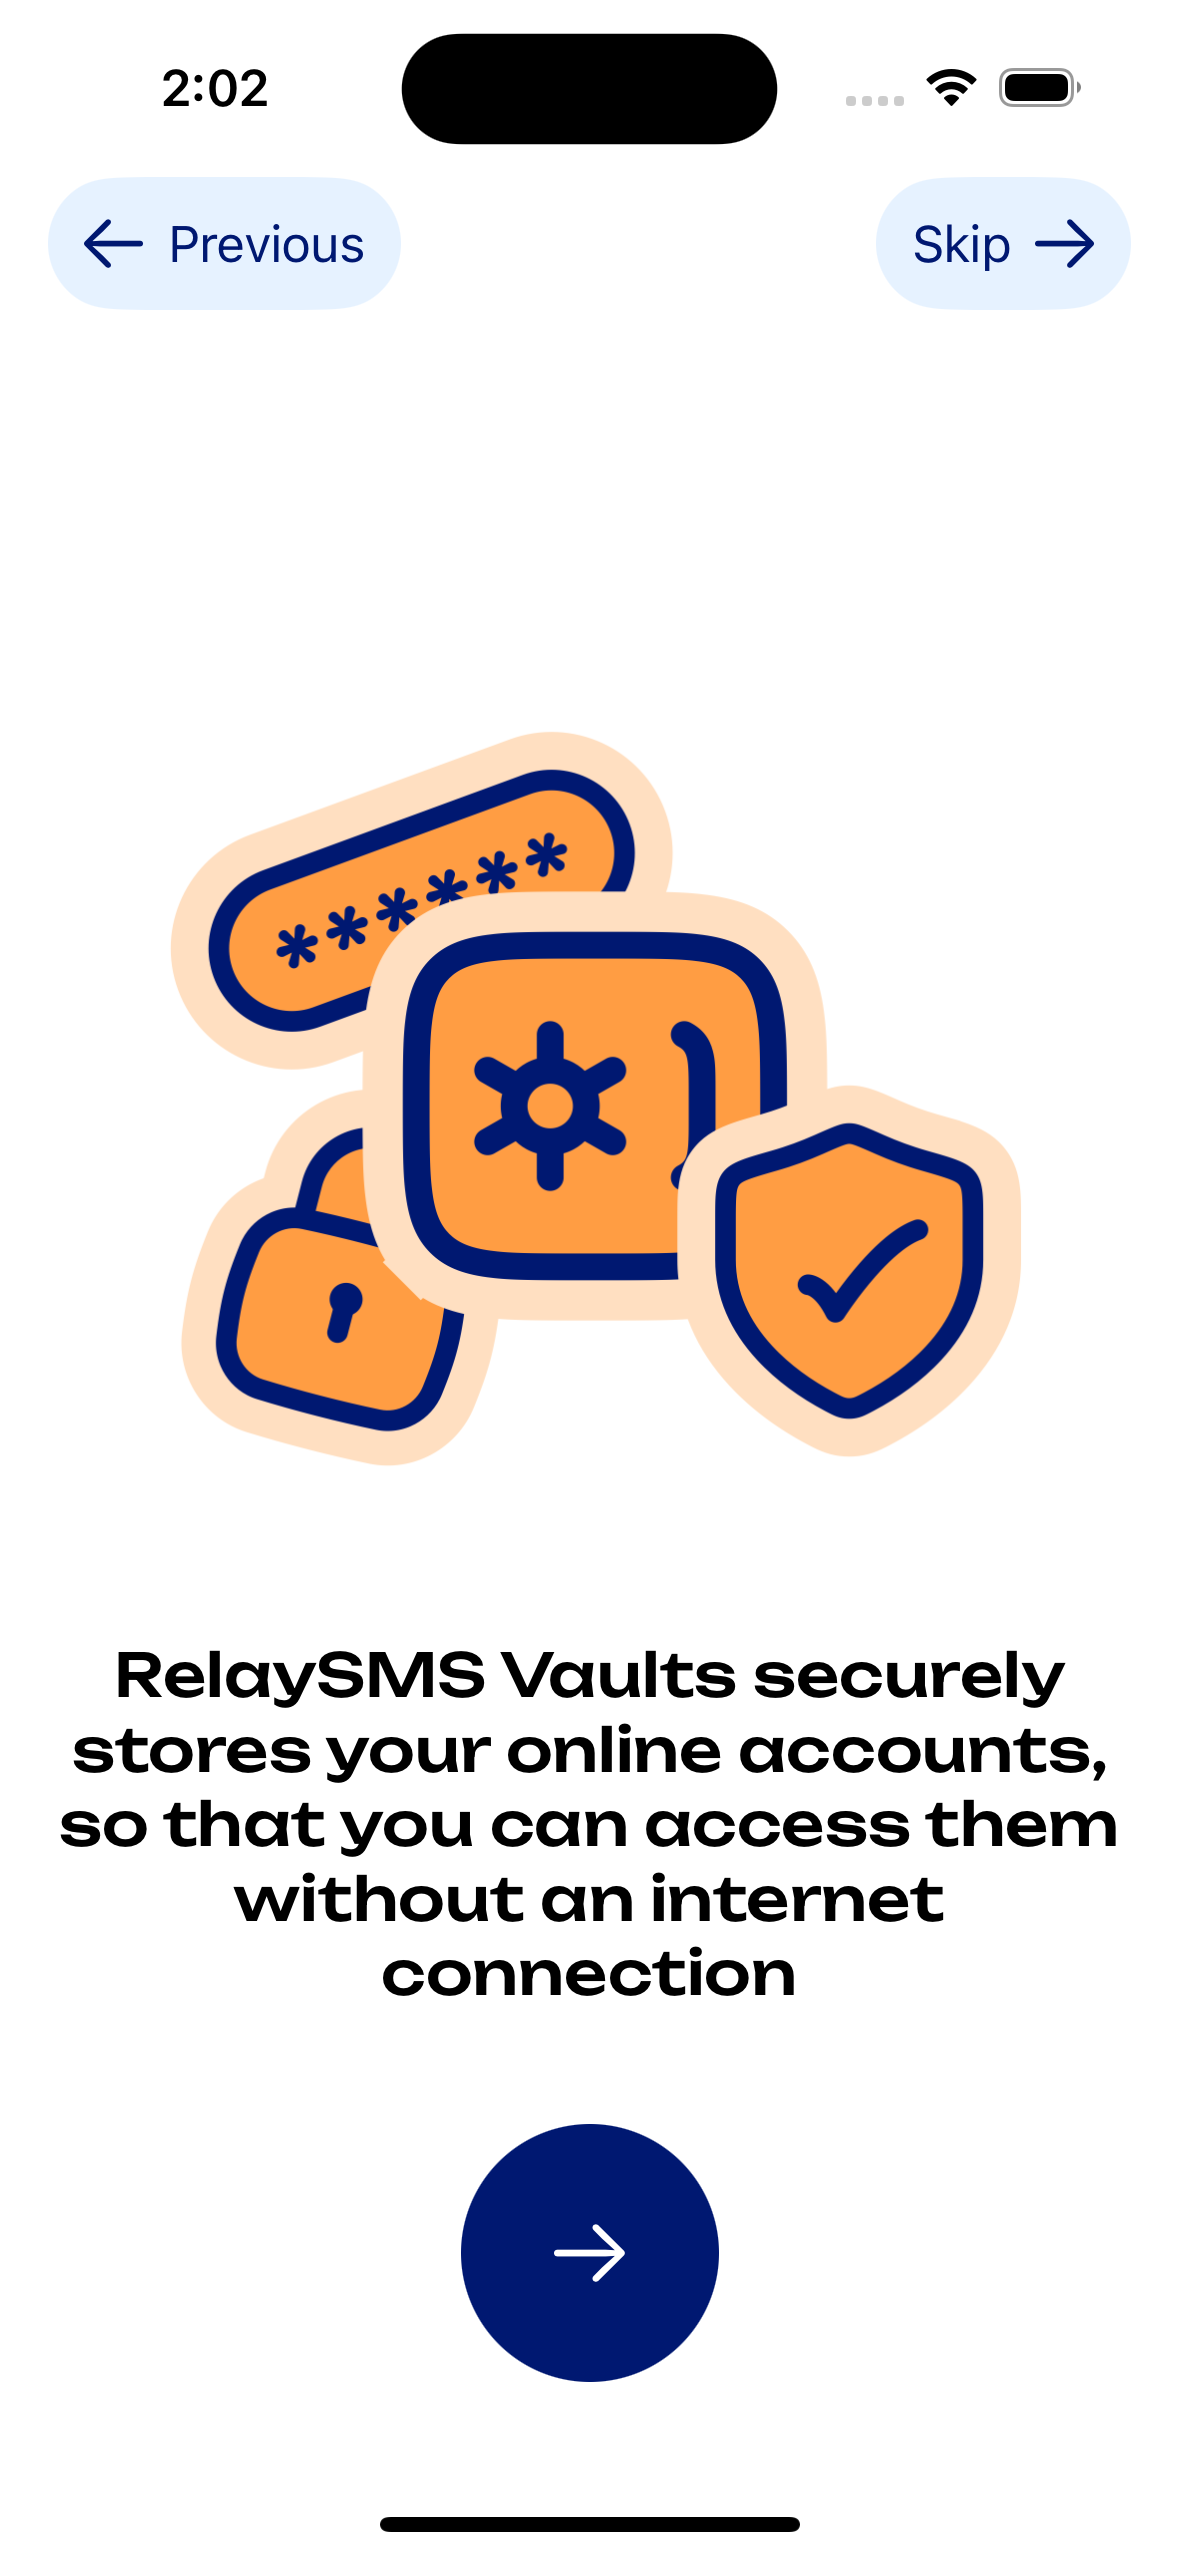 2:02
Previous
Skip
******
RelaySMS Vaults securely
stores your online accounts,
so that you can access them
without an internet
connection